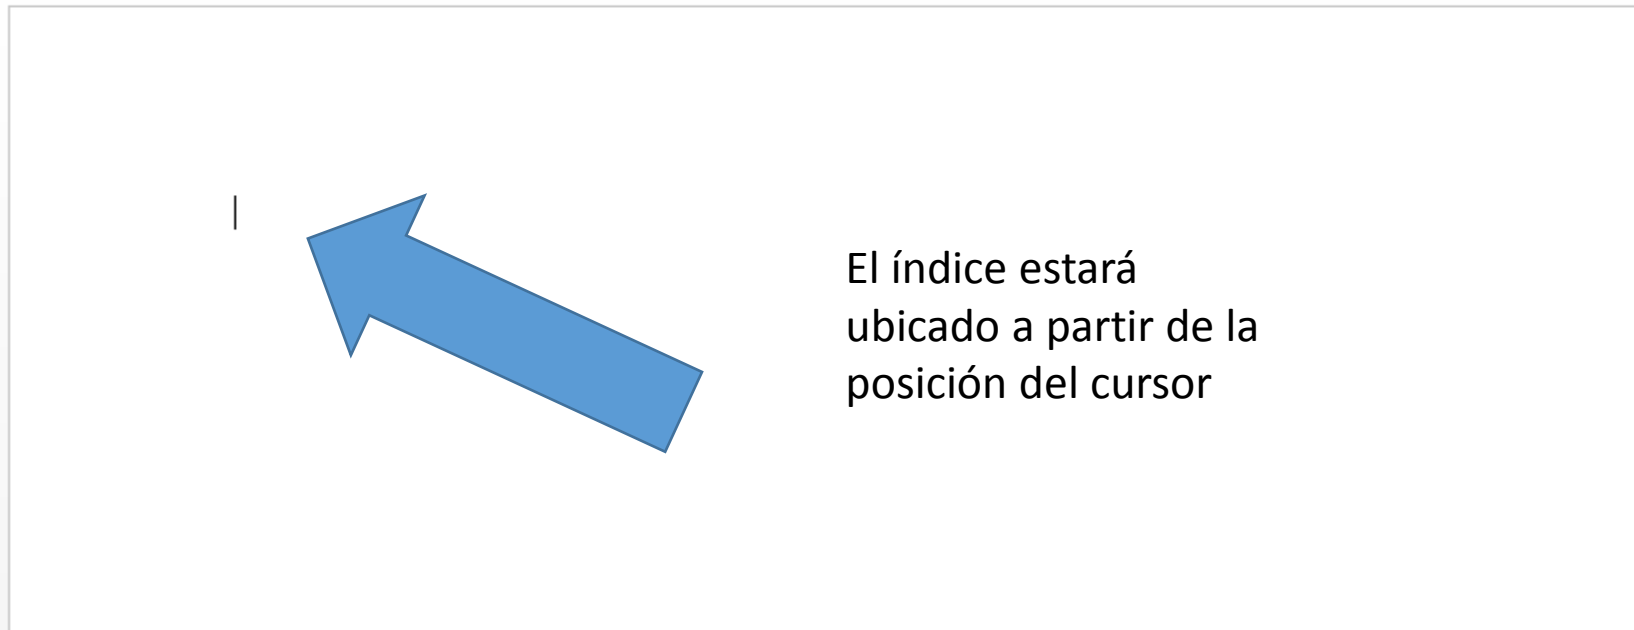 El índice estará
ubicado a partir de la
posición del cursor